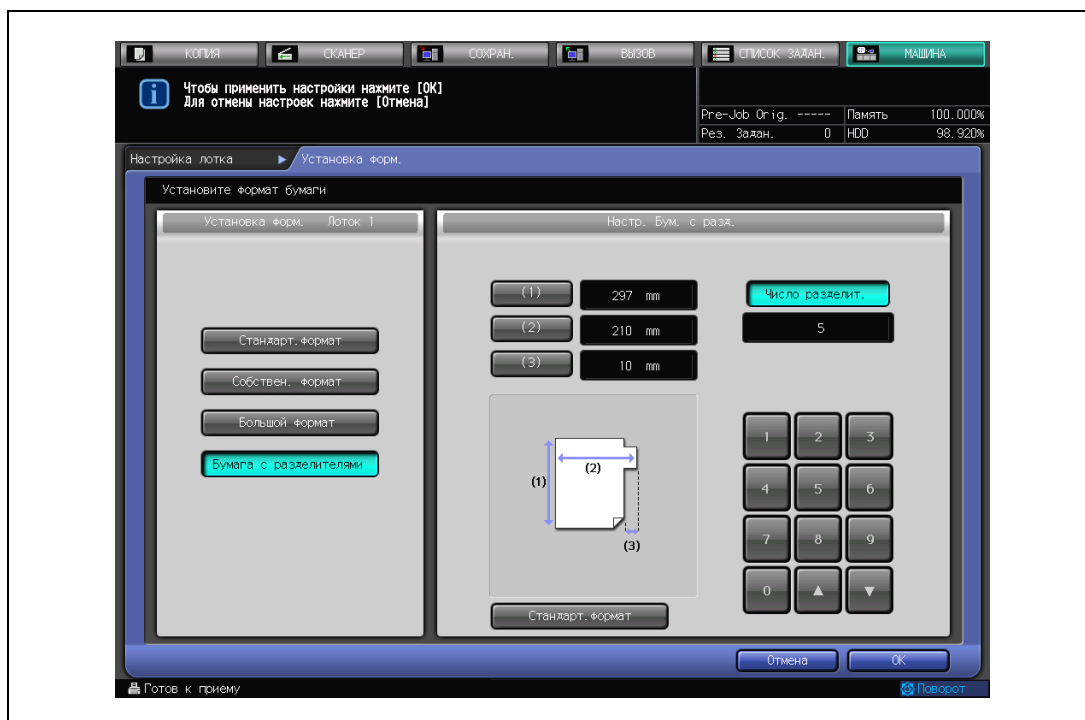 КОПИЯ СКАНЕР СОХРАН. ВЫЗОВ СПИСОК ЗАДАН. МАШИНА
Чтобы применить настройки нажмите [ОК]
Для отмены настроек нажмите [Отмена]
Pre-Job Orig. ----- Память 100.000%
Рез. Задан. 0 HDD 98.920%
Настройка лотка ▶ Установка форм.
Установите формат бумаги
Установка форм. Лоток 1
Настр. Бум. с разд.
(1) 297 mm
(2) 210 mm
(3) 10 mm
Число разделит.
5
Стандарт.формат
Собствен. формат
Большой формат
Бумага с разделителями
(1)
(2)
(3)
1 2 3
4 5 6
7 8 9
0 ▲ ▼
Стандарт.формат
Отмена ОК
Готов к приему
Поворот